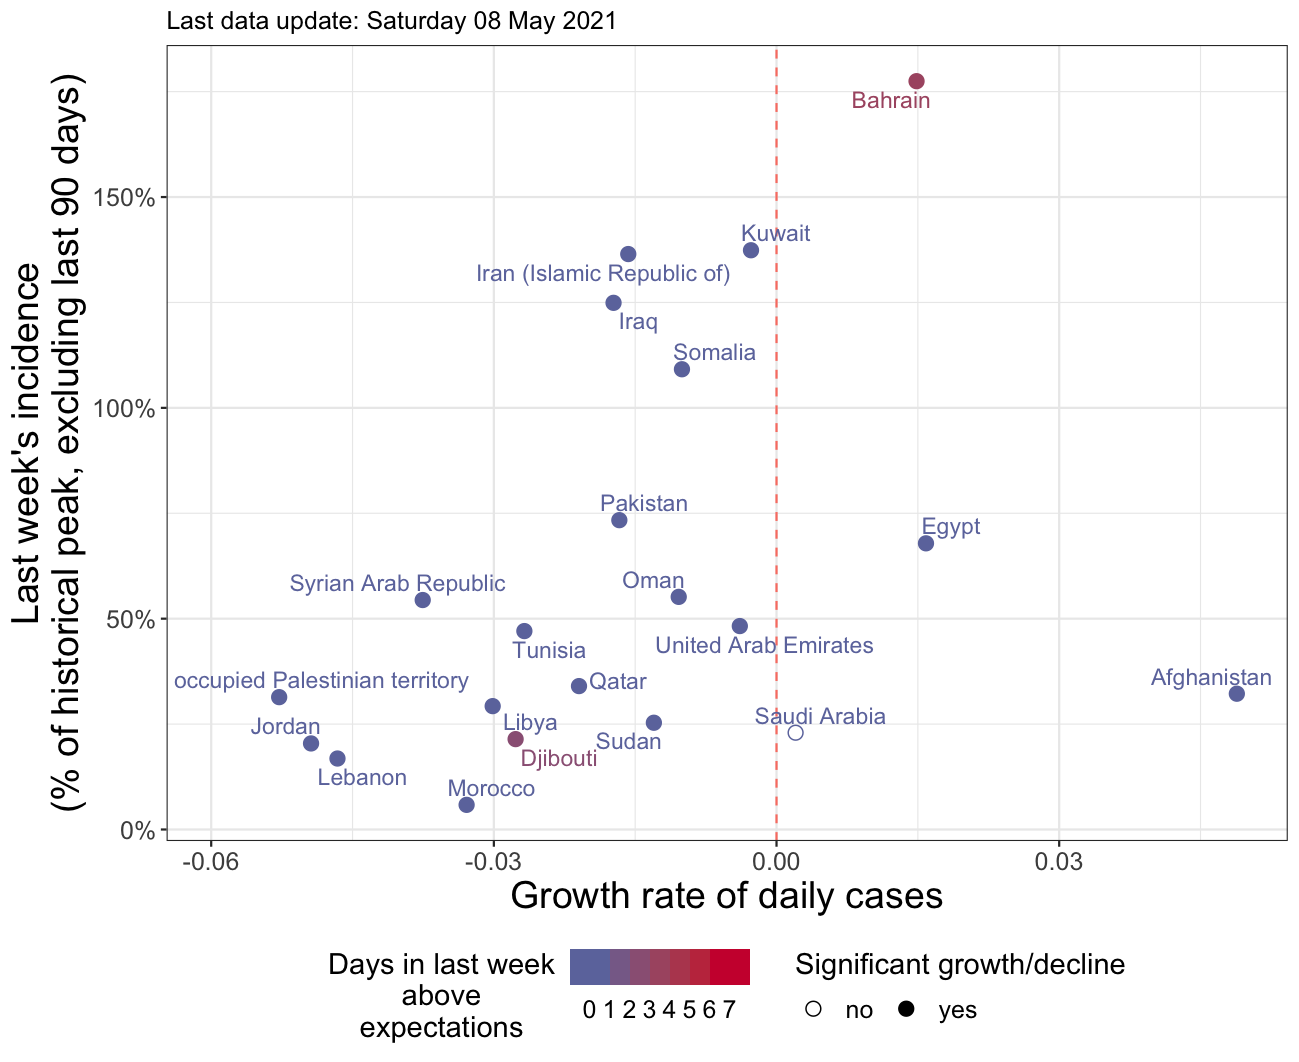 Last data update: Saturday 08 May 2021
Last week's incidence
(% of historical peak, excluding last 90 days)
150%
100%
50%
0%
Bahrain
Kuwait
Iran (Islamic Republic of)
Iraq
Somalia
Pakistan
Egypt
Syrian Arab Republic
Oman
Tunisia
United Arab Emirates
occupied Palestinian territory
Qatar
Afghanistan
Jordan
Libya
Saudi Arabia
Sudan
Djibouti
Lebanon
Morocco
-0.06
-0.03
0.00
0.03
Growth rate of daily cases
Days in last week
above
expectations
0 1 2 3 4 5 6 7
Significant growth/decline
no
yes